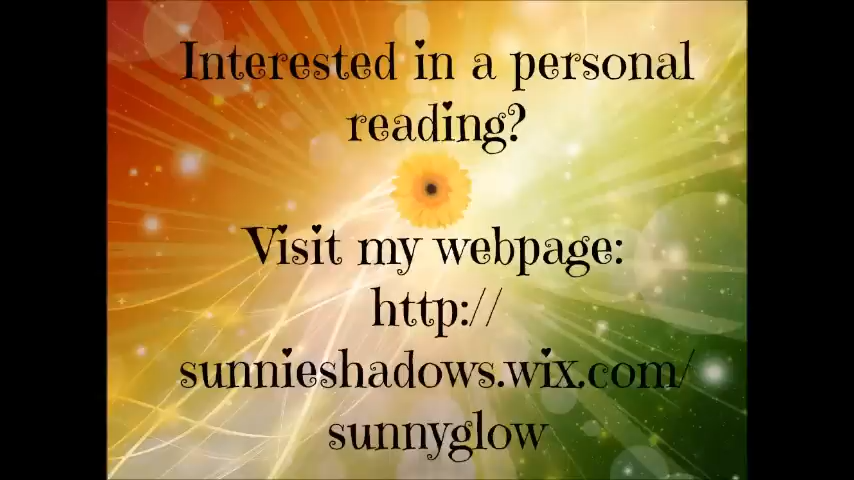 Interested in a personal
reading?
Visit my webpage:
http://
sunnieshadows.wix.com/
sunnyglow